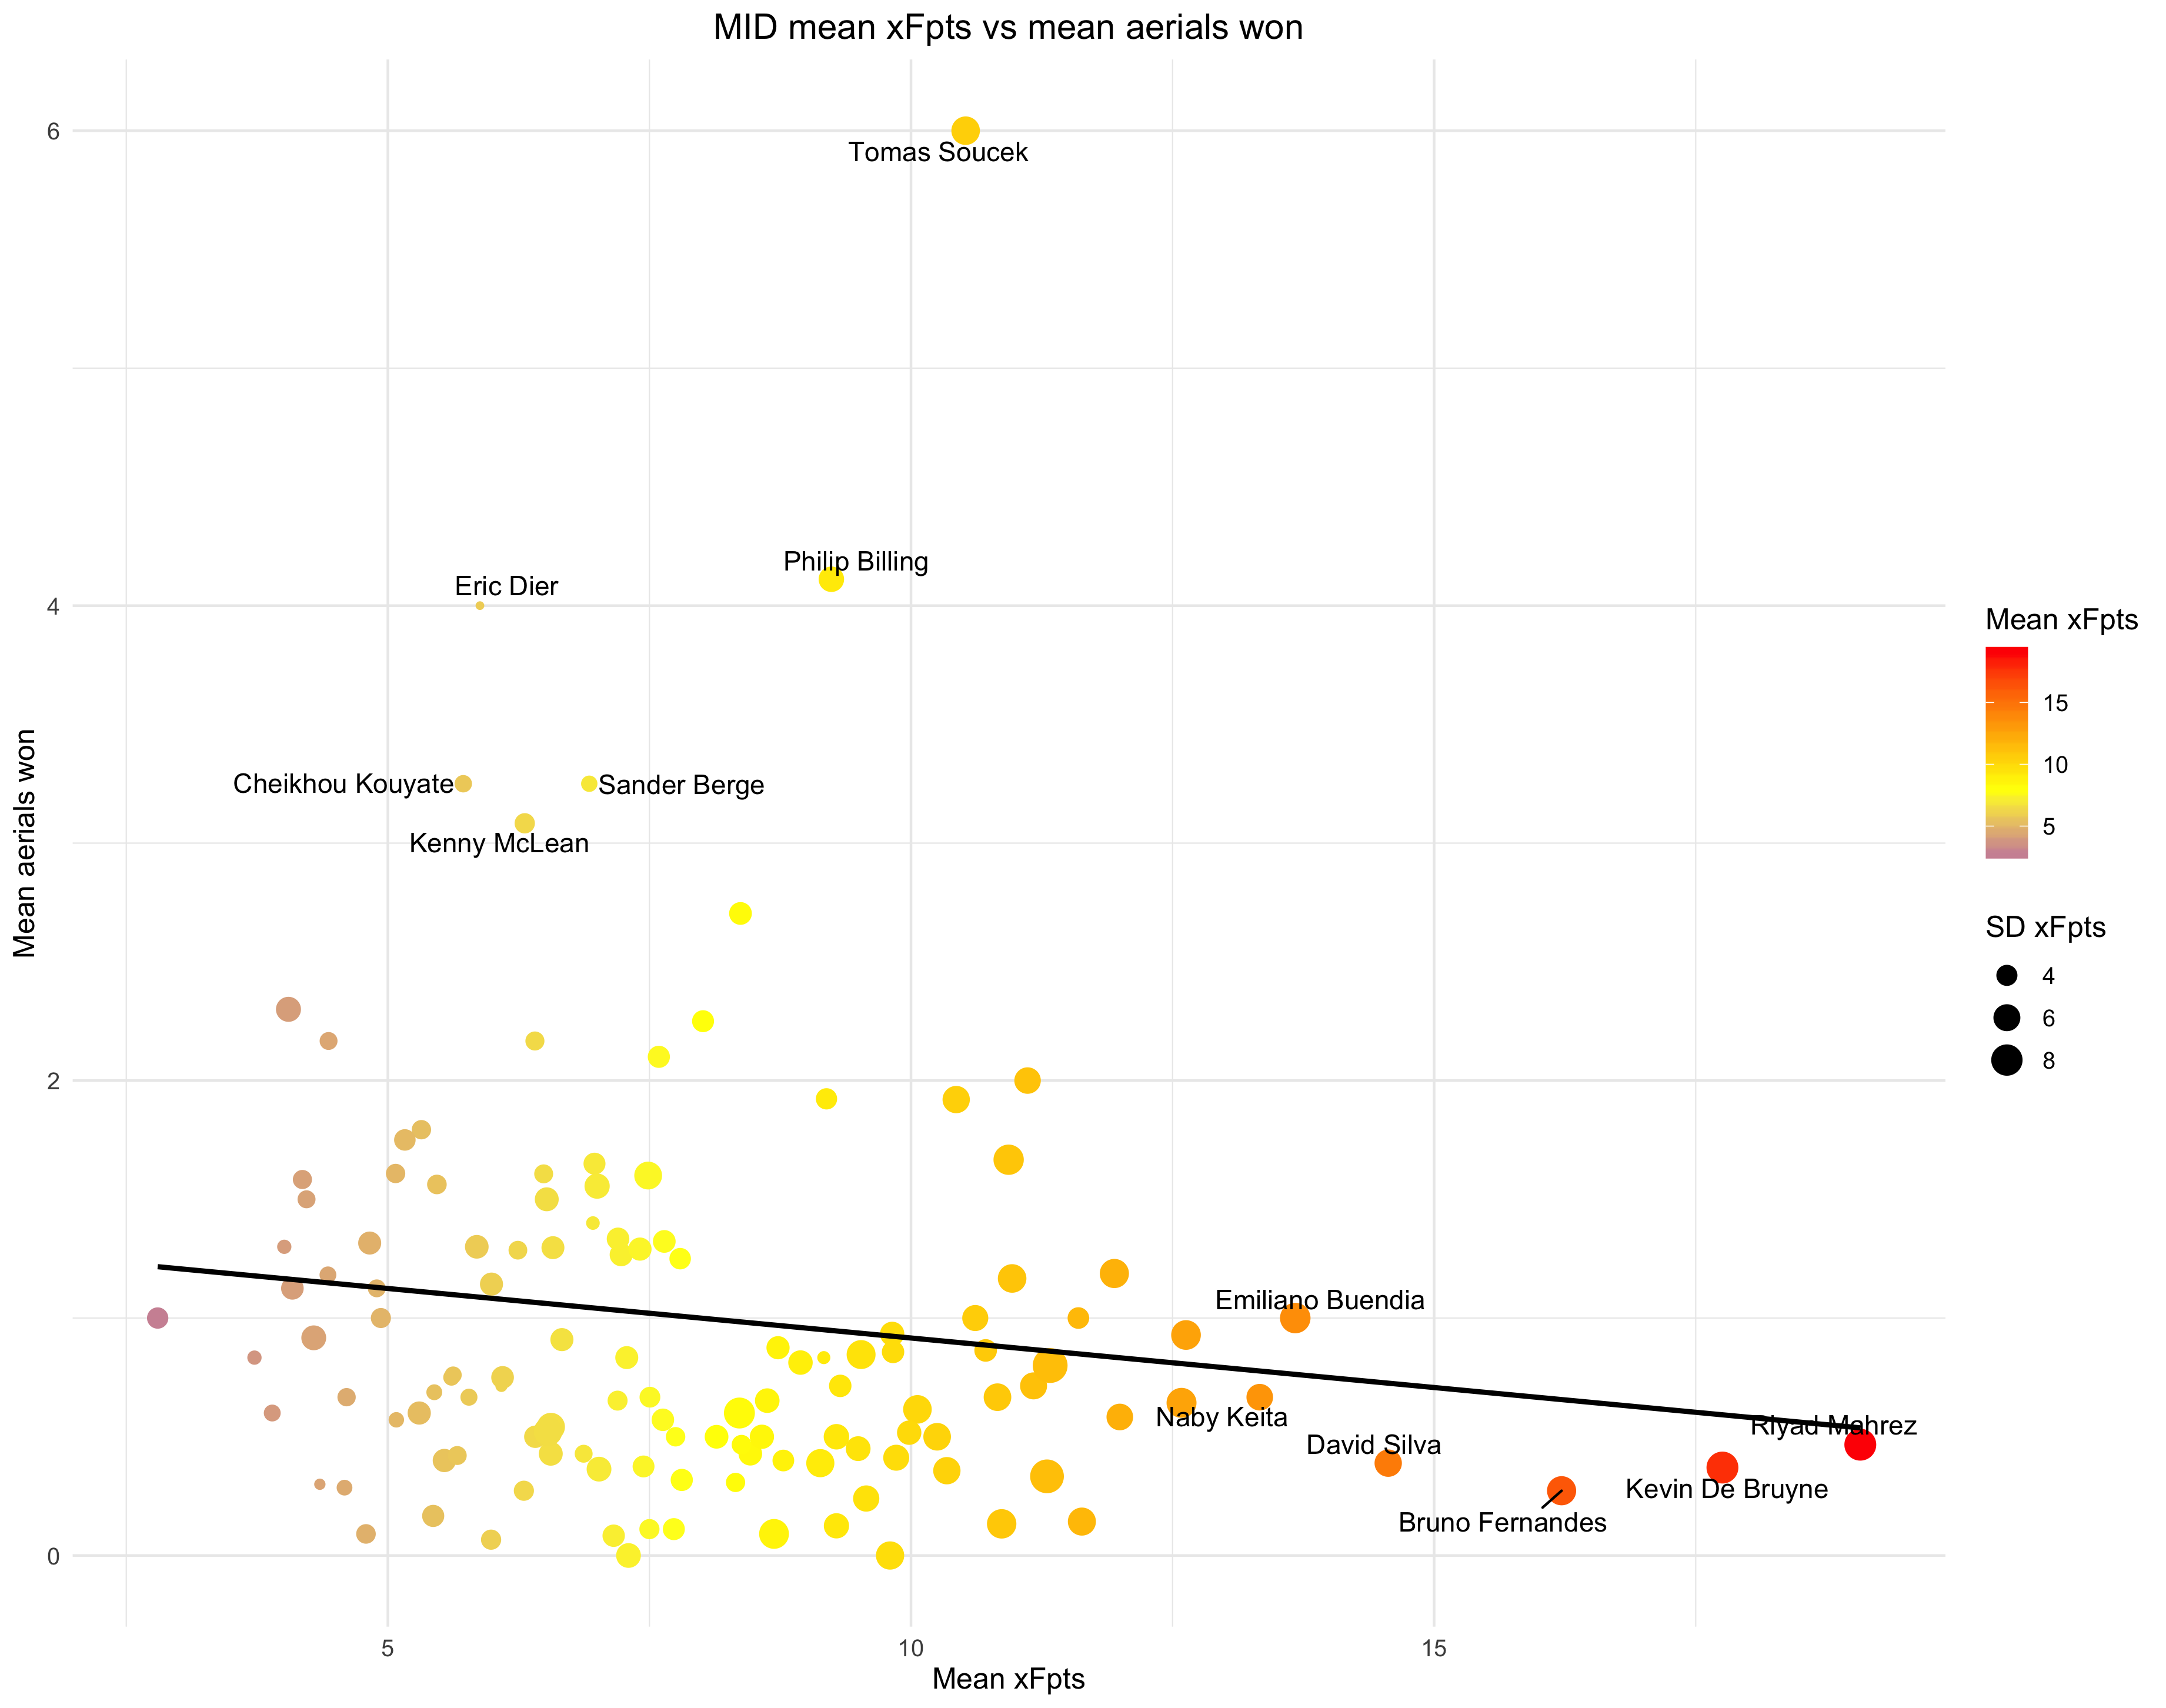 MID mean xFpts vs mean aerials won
6
Tomas Soucek
Philip Billing
Eric Dier
4
Cheikhou Kouyate
Sander Berge
Kenny McLean
2
Emiliano Buendia
Naby Keita
Riyad Mahrez
David Silva
Kevin De Bruyne
Bruno Fernandes
0
5
10
15
Mean xFpts
Mean aerials won
Mean xFpts
15
10
5
SD xFpts
4
6
8